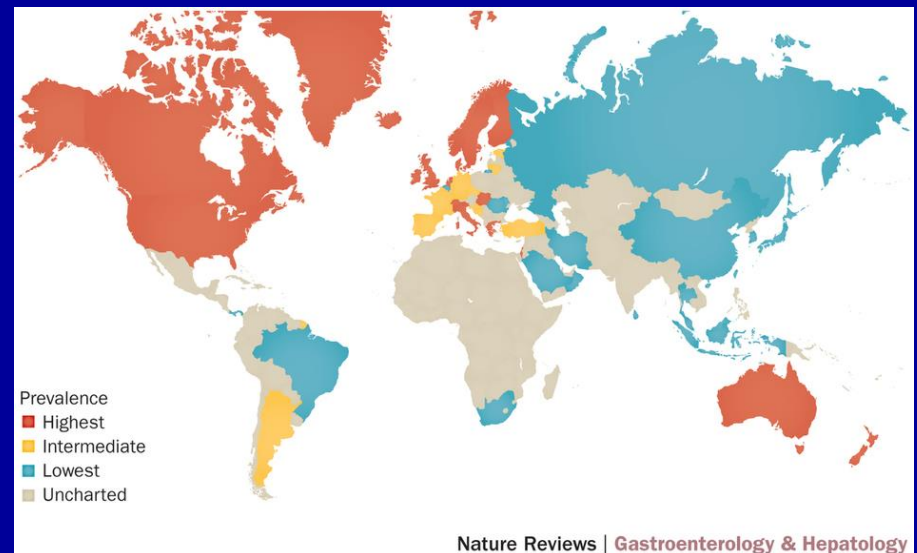 Prevalence
Highest
Intermediate
Lowest
Uncharted
Nature Reviews | Gastroenterology & Hepatology